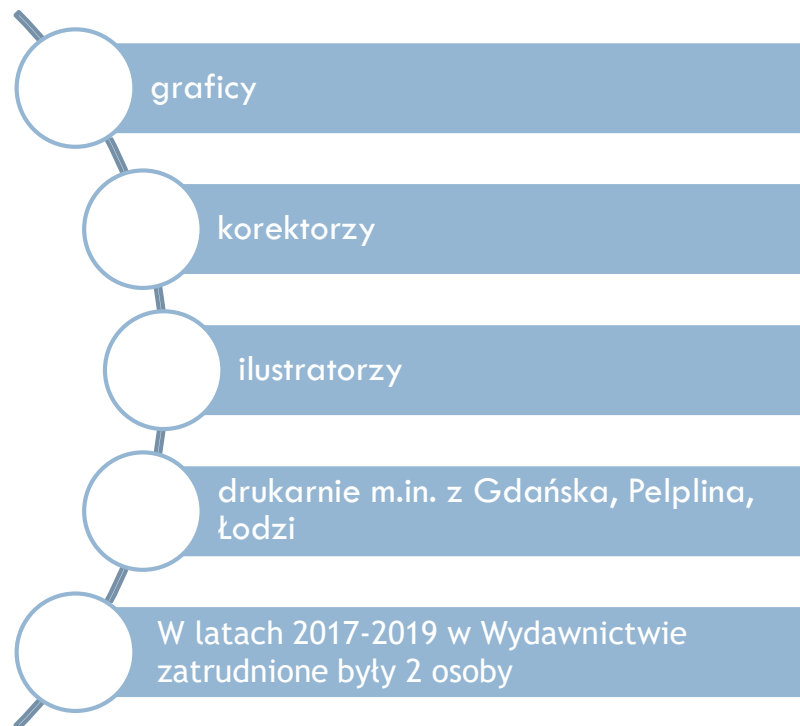 graficy
korektorzy
ilustratorzy
drukarnie m.in. z Gdańska, Pelplina,
Łodzi
W latach 2017-2019 w Wydawnictwie
zatrudnione były 2 osoby